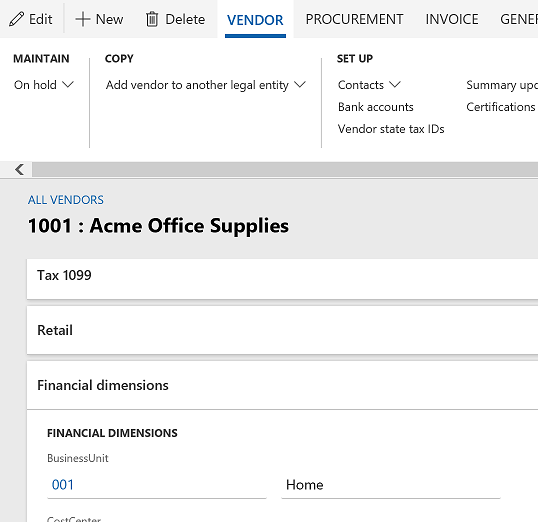 Edit New Delete VENDOR PROCUREMENT INVOICE
MAINTAIN COPY SET UP
On hold Add vendor to another legal entity Contacts Summary
Bank accounts Certifications
Vendor state tax IDs
ALL VENDORS
1001 : Acme Office Supplies
Tax 1099
Retail
Financial dimensions
FINANCIAL DIMENSIONS
BusinessUnit
001 Home
CostCenter